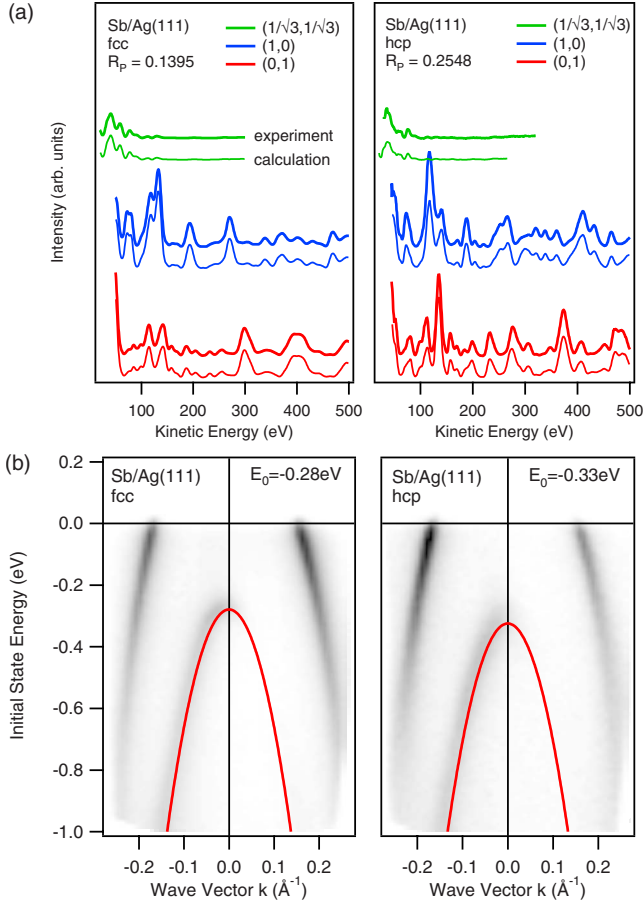 (a)
Sb/Ag(111)
fcc
R_P = 0.1395
(1/√3,1/√3)
(1,0)
(0,1)
experiment
calculation
Intensity (arb. units)
100 200 300 400 500
Kinetic Energy (eV)
Sb/Ag(111)
hcp
R_P = 0.2548
(1/√3,1/√3)
(1,0)
(0,1)
100 200 300 400 500
Kinetic Energy (eV)
(b)
Initial State Energy (eV)
0.2
0.0
-0.2
-0.4
-0.6
-0.8
-1.0
Sb/Ag(111)
fcc
E₀=-0.28eV
-0.2 -0.1 0.0 0.1 0.2
Wave Vector k (Å⁻¹)
Sb/Ag(111)
hcp
E₀=-0.33eV
-0.2 -0.1 0.0 0.1 0.2
Wave Vector k (Å⁻¹)